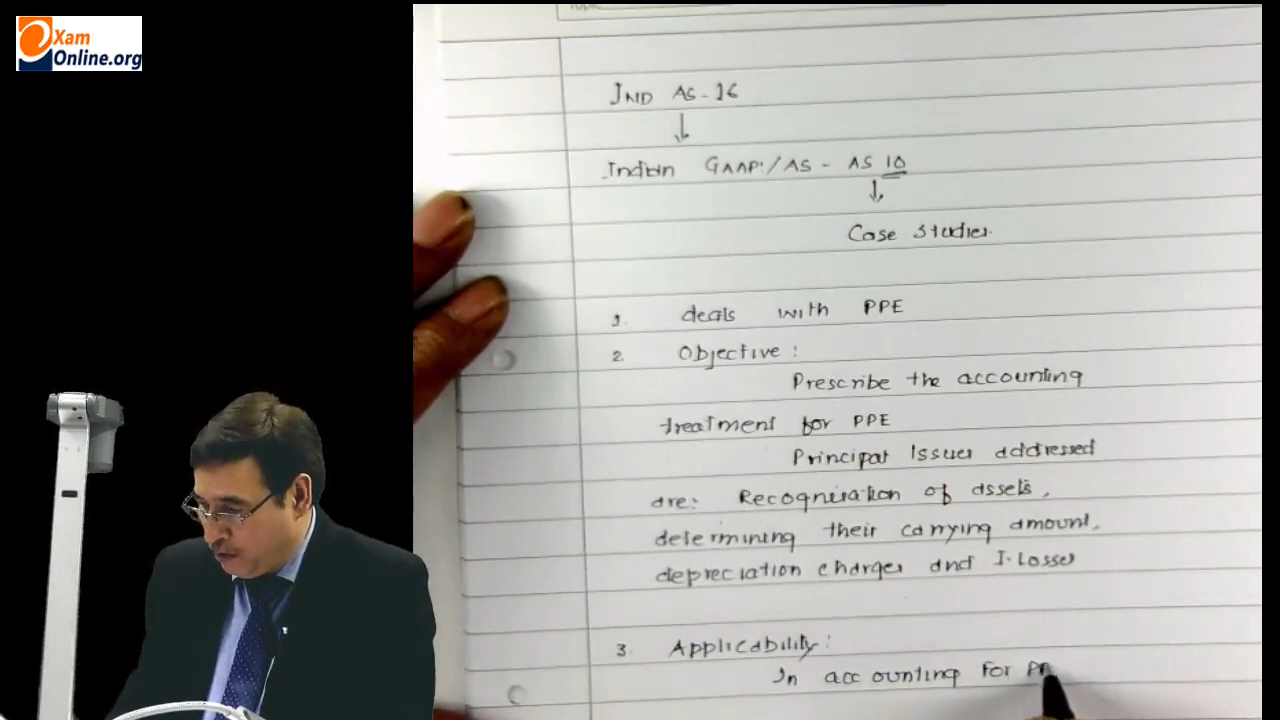 Xam
Online.org
IND AS-16
Indian GAAP:/AS - AS 10
Case Studies.
1. deals with PPE
2. Objective:
Prescribe the accounting
treatment for PPE
Principal Issues addressed
are: Recognisation of assets,
determining their carrying amount,
depreciation charges and I.losses
3. Applicability:
In accounting for PP